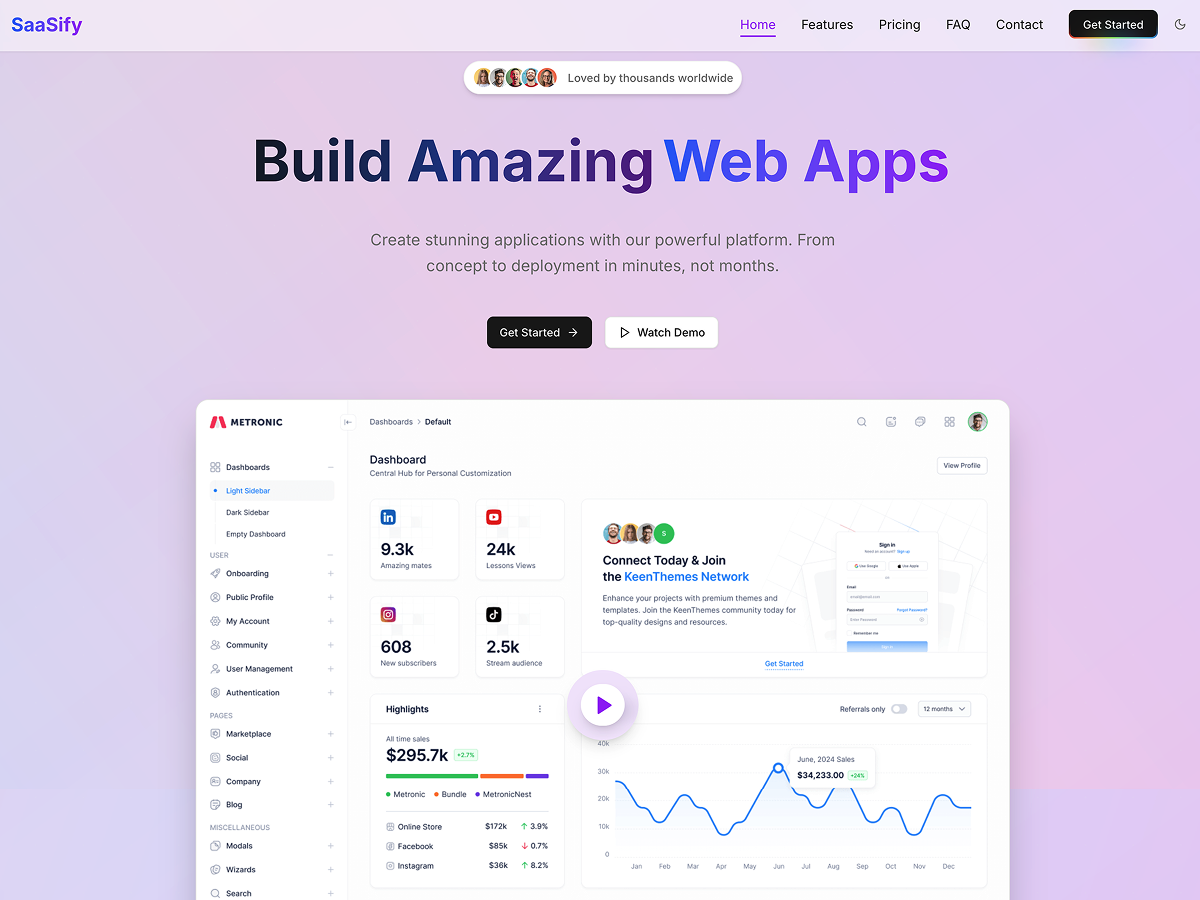 SaaSify
Home Features Pricing FAQ Contact Get Started
Loved by thousands worldwide
Build Amazing Web Apps
Create stunning applications with our powerful platform. From
concept to deployment in minutes, not months.
Get Started
Watch Demo
METRONIC
Dashboards
Light Sidebar
Dark Sidebar
Empty Dashboard
USER
Onboarding
Public Profile
My Account
Community
User Management
Authentication
PAGES
Marketplace
Social
Company
Blog
MISCELLANEOUS
Modals
Wizards
Search
Dashboards > Default
Dashboard
Central Hub for Personal Customization
View Profile
9.3k
Amazing mates
24k
Lessons Views
608
New subscribers
2.5k
Stream audience
S
Connect Today & Join
the KeenThemes Network
Enhance your projects with premium themes and
templates. Join the KeenThemes community today for
top-quality designs and resources.
Sign in
Need an account? Sign up
Use Google Use Apple
OR
Email
email@email.com
Password Forgot Password?
Enter Password
Remember me
Sign In
Get Started
Highlights
All time sales
$295.7k +2.7%
Metronic Bundle MetronicNest
Online Store $172k 3.9%
Facebook $85k 0.7%
Instagram $36k 8.2%
Referrals only 12 months
40k
30k
20k
10k
0
June, 2024 Sales
$34,233.00 +24%
Jan Feb Mar Apr May Jun Jul Aug Sep Oct Nov Dec